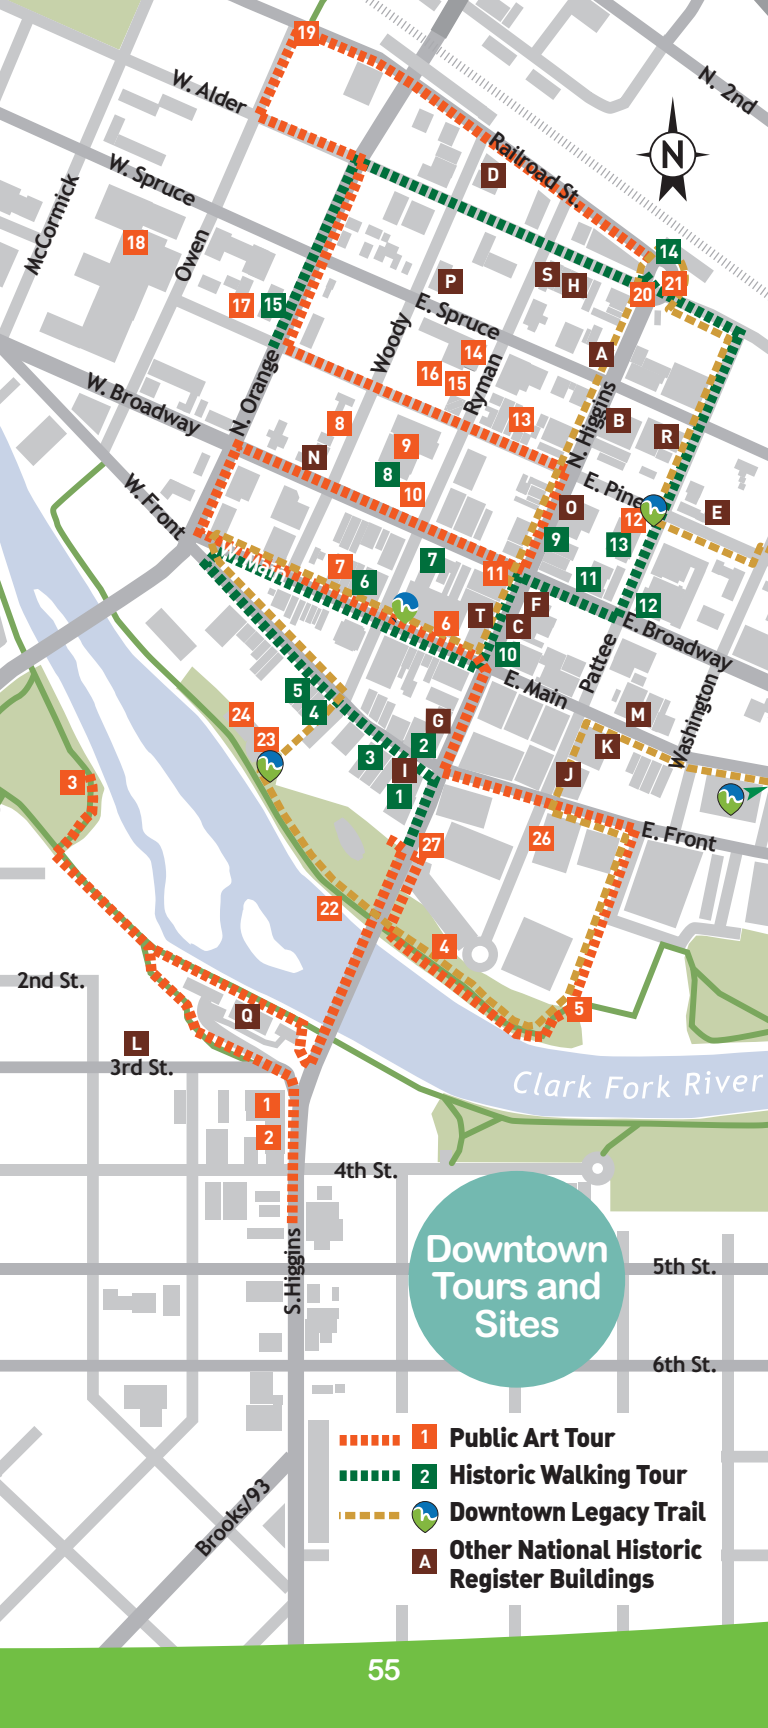 19
N. 2nd
W. Alder
Railroad St.
N
D
W. Spruce
McCormick
18
Owen
14
S
H
P
20
21
17
15
E. Spruce
Woody
A
14
16
15
Ryman
N. Orange
W. Broadway
N. Higgins
8
13
B
R
9
N
8
10
W. Front
E. Pine
O
E
12
9
13
W. Main
7
6
7
11
11
F
12
T
C
6
10
E. Broadway
Pattee
E. Main
5
4
24
23
G
M
Washington
2
3
I
K
J
1
3
E. Front
27
26
22
4
2nd St.
5
Q
L
3rd St.
Clark Fork River
1
2
4th St.
Downtown
Tours and
Sites
S.Higgins
5th St.
6th St.
1 Public Art Tour
2 Historic Walking Tour
Downtown Legacy Trail
A Other National Historic
Register Buildings
Brooks/93
55